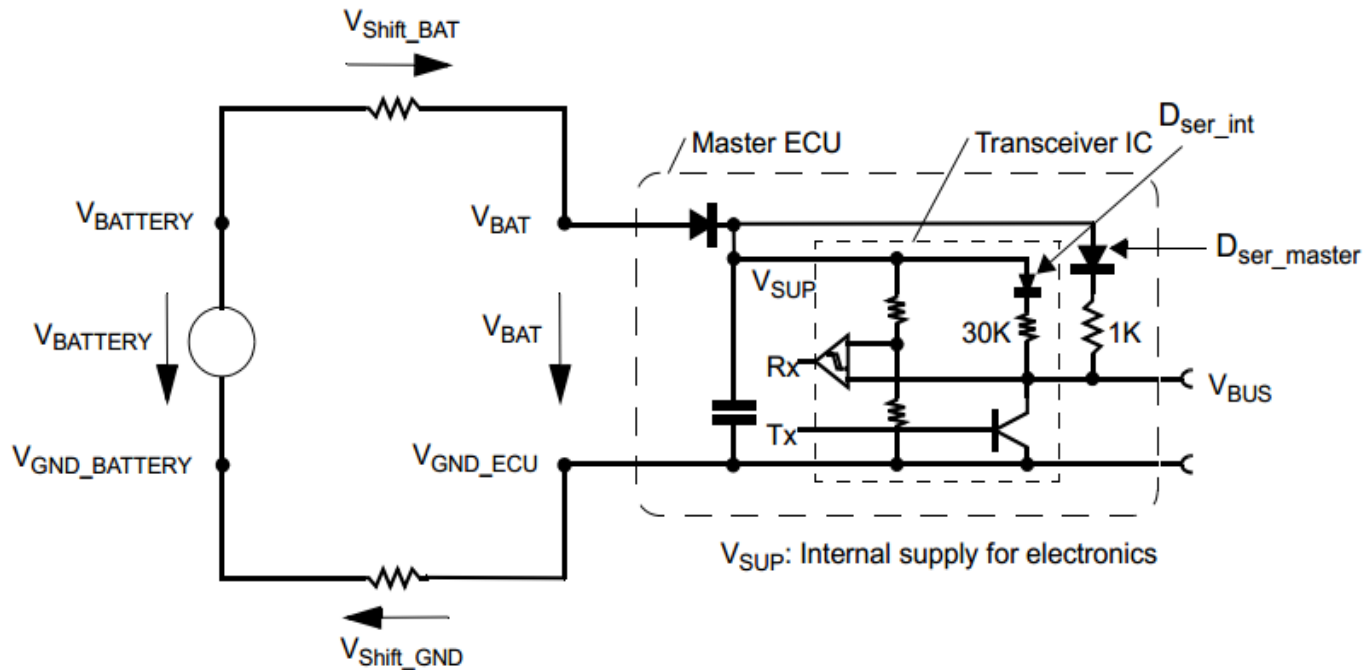 VShift_BAT
Dser_int
Master ECU
Transceiver IC
VBATTERY
VBAT
Dser_master
VSUP
VBATTERY
VBAT
30K
1K
Rx
VBUS
Tx
VGND_BATTERY
VGND_ECU
VSUP: Internal supply for electronics
VShift_GND